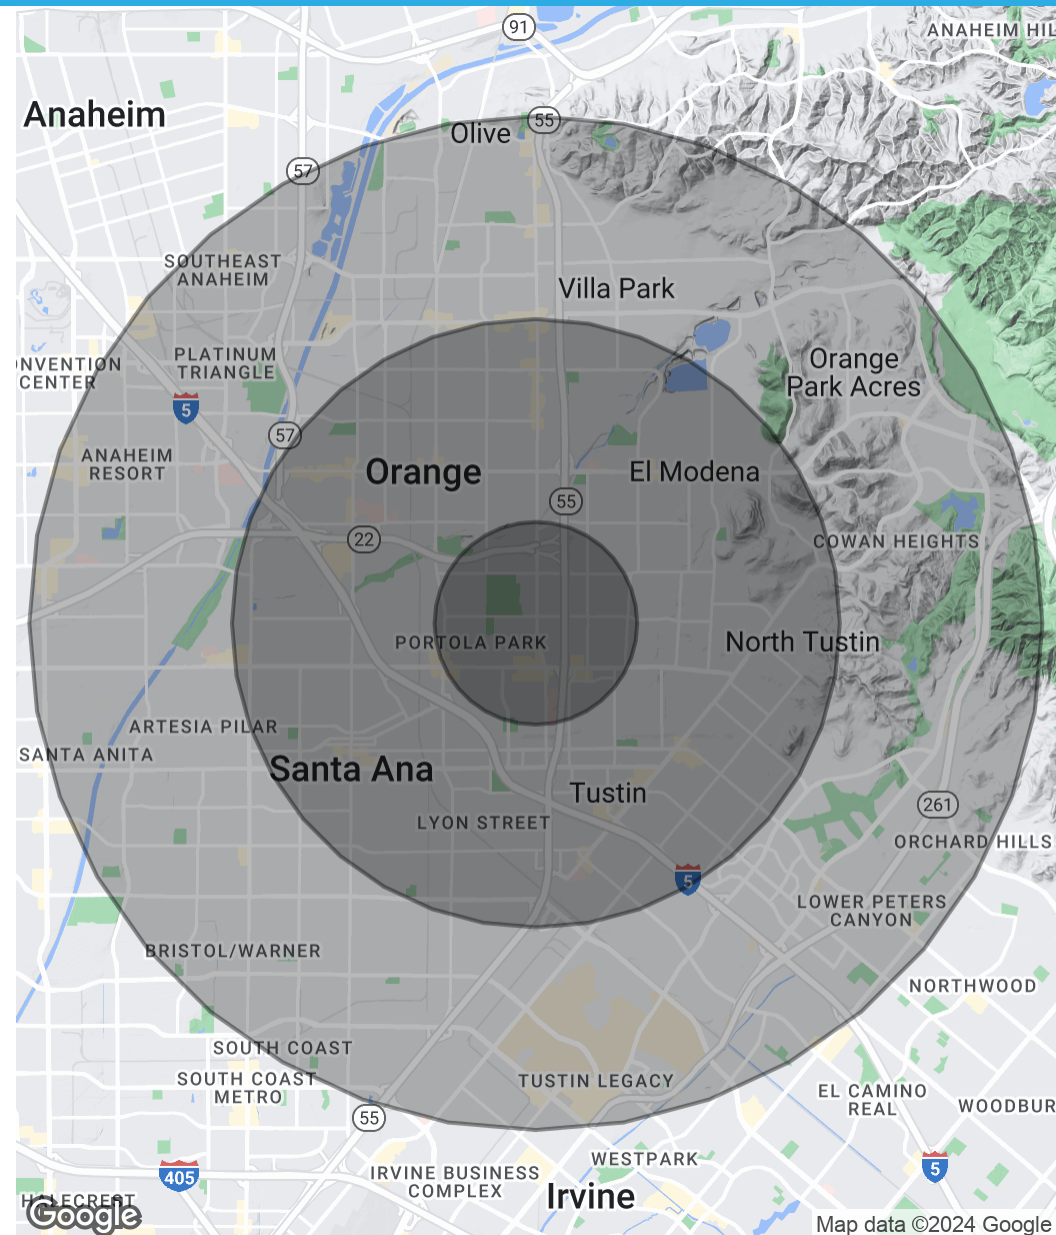 91
ANAHEIM HIL
Anaheim
55
Olive
57
SOUTHEAST
ANAHEIM
Villa Park
NVENTION
CENTER
PLATINUM
TRIANGLE
Orange
Park Acres
5
57
ANAHEIM
RESORT
Orange
El Modena
55
22
COWAN HEIGHTS
PORTOLA PARK
North Tustin
ARTESIA PILAR
SANTA ANITA
Santa Ana
Tustin
261
LYON STREET
ORCHARD HILLS
5
LOWER PETERS
CANYON
BRISTOL/WARNER
NORTHWOOD
SOUTH COAST
SOUTH COAST
METRO
TUSTIN LEGACY
EL CAMINO
REAL
WOODBUR
55
WESTPARK
405
IRVINE BUSINESS
COMPLEX
5
Irvine
HALECREST
Google
Map data ©2024 Google